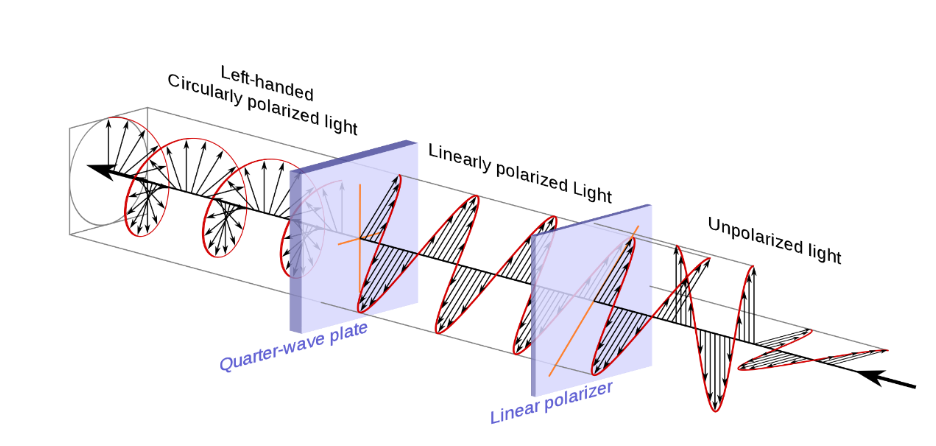 Left-handed
Circularly polarized light
Linearly polarized Light
Unpolarized light
Quarter-wave plate
Linear polarizer